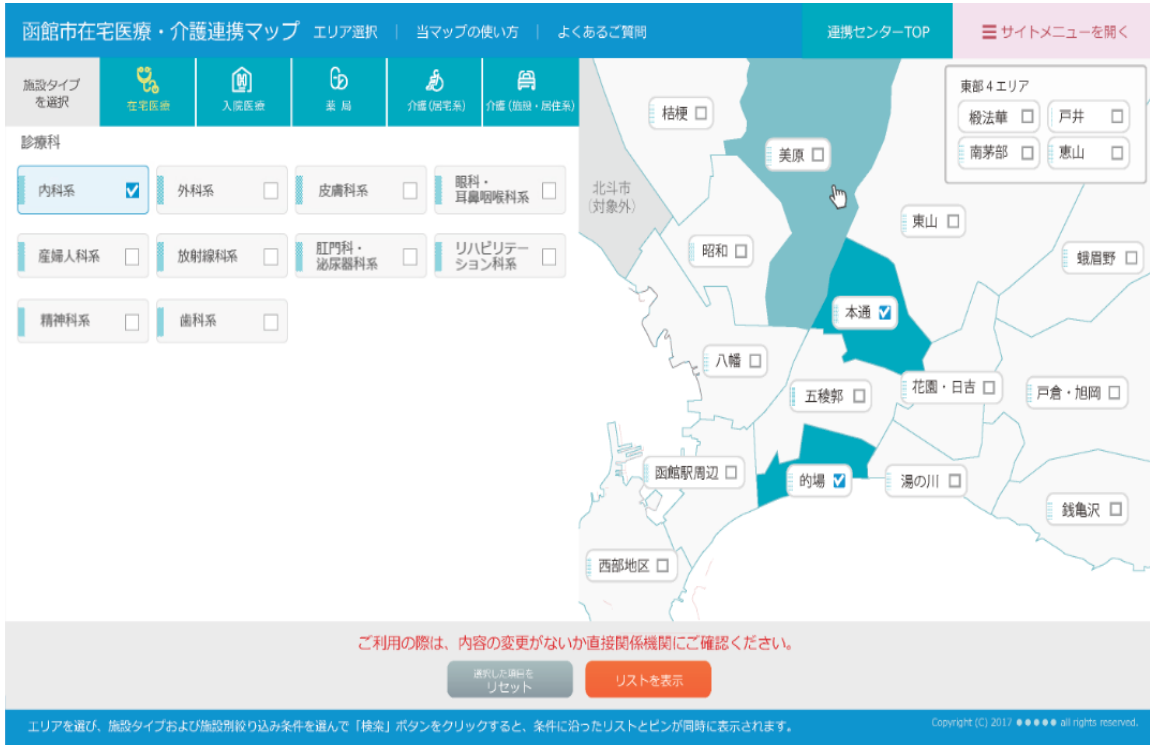 函館市在宅医療・介護連携マップ
エリア選択 | 当マップの使い方 | よくあるご質問
連携センターTOP
サイトメニューを開く
施設タイプ
を選択
在宅医療
入院医療
薬局
介護(居宅系)
介護(施設・居住系)
診療科
内科系
外科系
皮膚科系
眼科・
耳鼻咽喉科系
産婦人科系
放射線科系
肛門科・
泌尿器科系
リハビリテー
ション科系
精神科系
歯科系
東部4エリア
椴法華
戸井
南茅部
恵山
桔梗
美原
北斗市
(対象外)
東山
昭和
蛾眉野
本通
八幡
五稜郭
花園・日吉
戸倉・旭岡
函館駅周辺
的場
湯の川
銭亀沢
西部地区
ご利用の際は、内容の変更がないか直接関係機関にご確認ください。
選択した項目を
リセット
リストを表示
エリアを選び、施設タイプおよび施設別絞り込み条件を選んで「検索」ボタンをクリックすると、条件に沿ったリストとピンが同時に表示されます。
Copyright (C) 2017 ●●●●● all rights reserved.